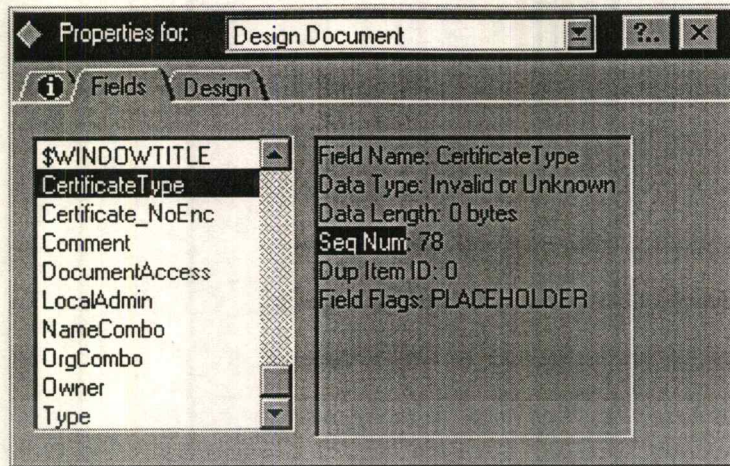 Properties for: Design Document ?..
Fields Design
$WINDOWTITLE
CertificateType
Certificate_NoEnc
Comment
DocumentAccess
LocalAdmin
NameCombo
OrgCombo
Owner
Type
Field Name: CertificateType
Data Type: Invalid or Unknown
Data Length: 0 bytes
Seq Num: 78
Dup Item ID: 0
Field Flags: PLACEHOLDER